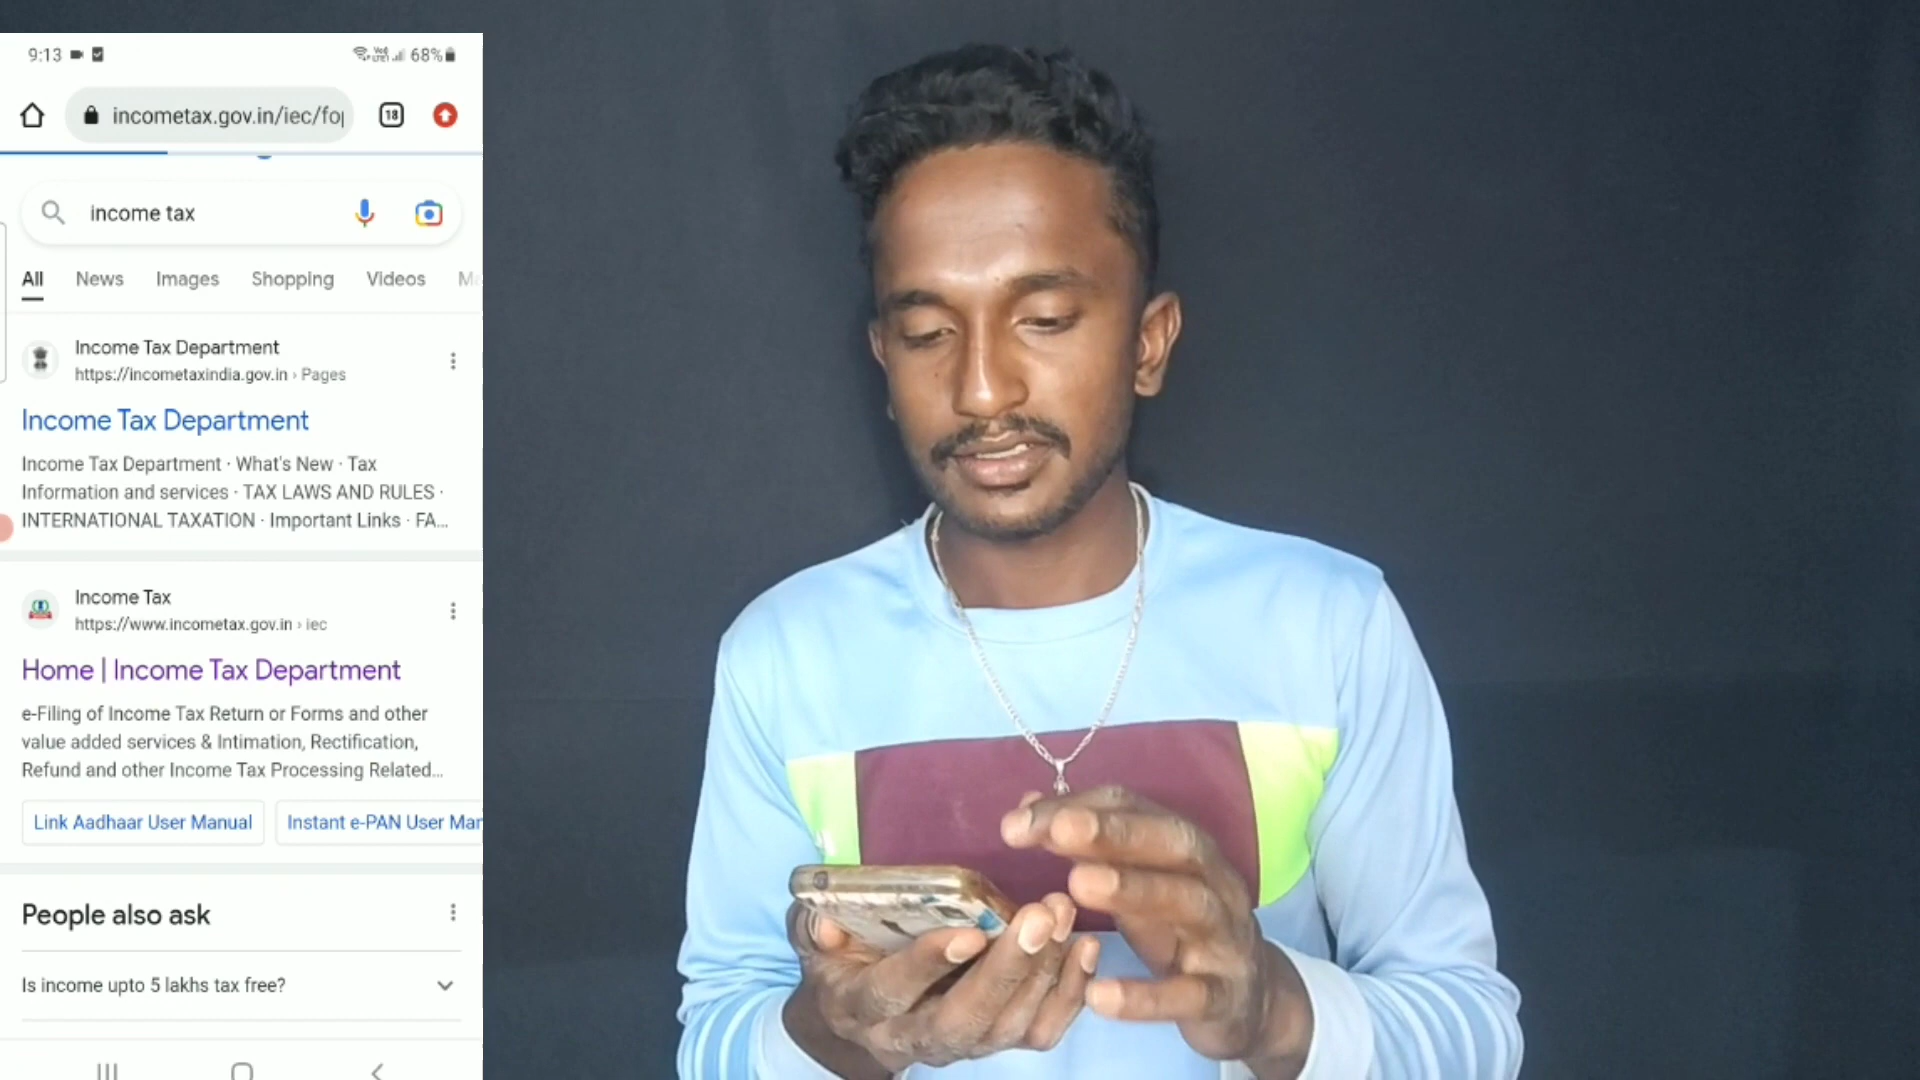 9:13
68%
incometax.gov.in/iec/fo
18
income tax
All News Images Shopping Videos
Income Tax Department
https://incometaxindia.gov.in › Pages
Income Tax Department
Income Tax Department · What's New · Tax
Information and services · TAX LAWS AND RULES ·
INTERNATIONAL TAXATION · Important Links · FA...
Income Tax
https://www.incometax.gov.in › iec
Home | Income Tax Department
e-Filing of Income Tax Return or Forms and other
value added services & Intimation, Rectification,
Refund and other Income Tax Processing Related...
Link Aadhaar User Manual Instant e-PAN User Man
People also ask
Is income upto 5 lakhs tax free?